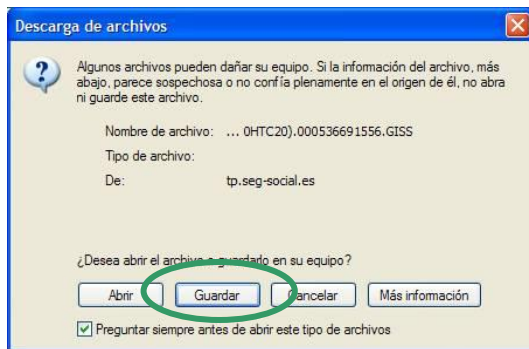 Descarga de archivos
Algunos archivos pueden dañar su equipo. Si la información del archivo, más
abajo, parece sospechosa o no confía plenamente en el origen de él, no abra
ni guarde este archivo.
Nombre de archivo: ... 0HTC20).000536691556.GISS
Tipo de archivo:
De: tp.seg-social.es
¿Desea abrir el archivo o guardarlo en su equipo?
Abrir Guardar Cancelar Más información
Preguntar siempre antes de abrir este tipo de archivos